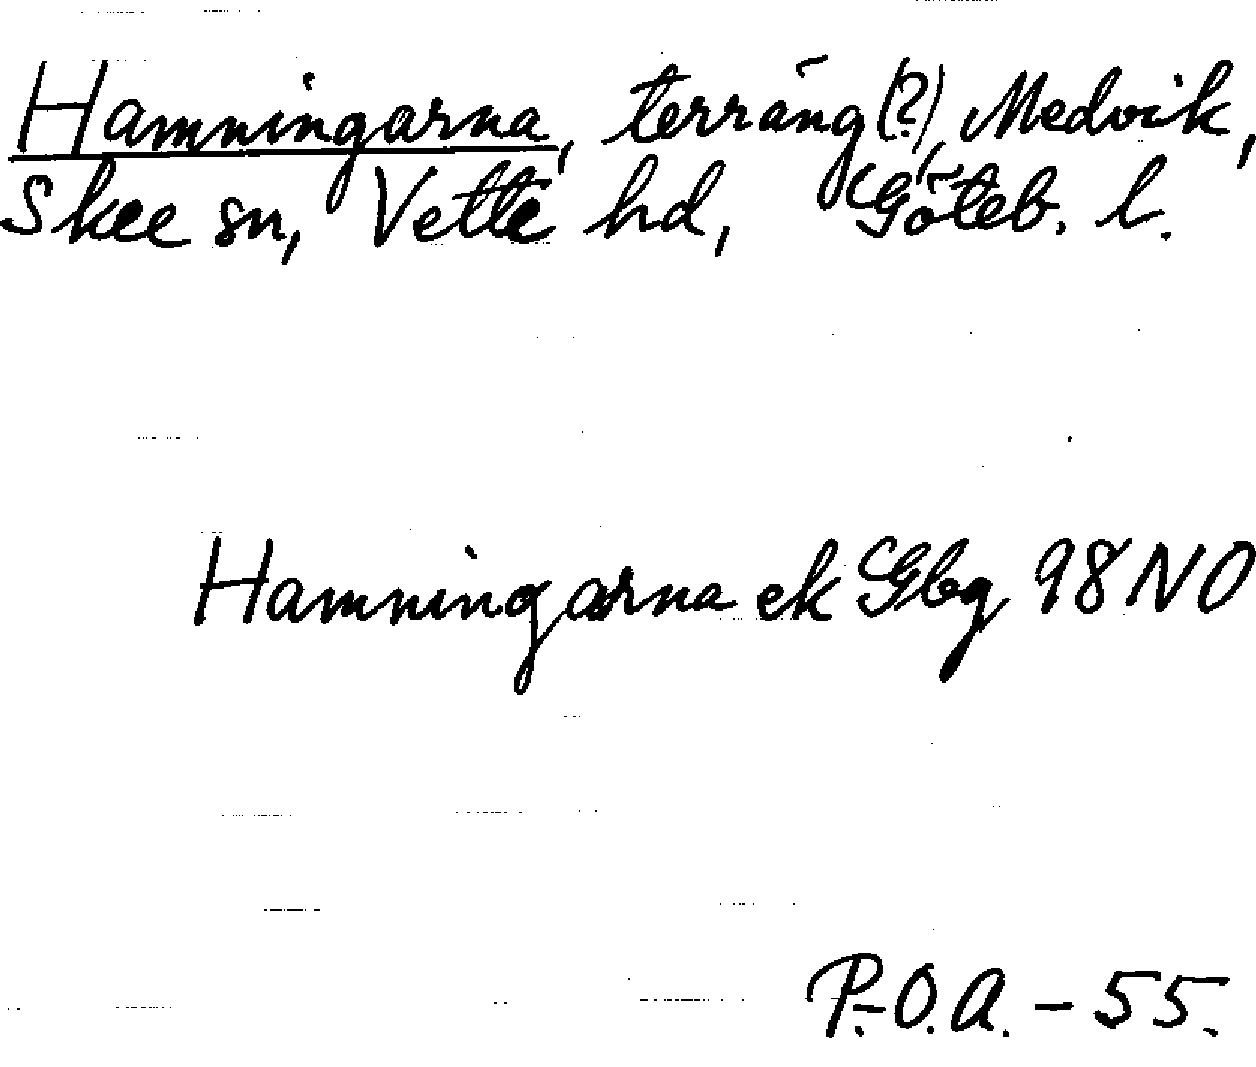 Hamningarna, terräng(?), Medvik,
Skee sn, Vette hd, Göteb. l.
Hamningarna ek Gbg 98 NO
P.-O.A. - 55.